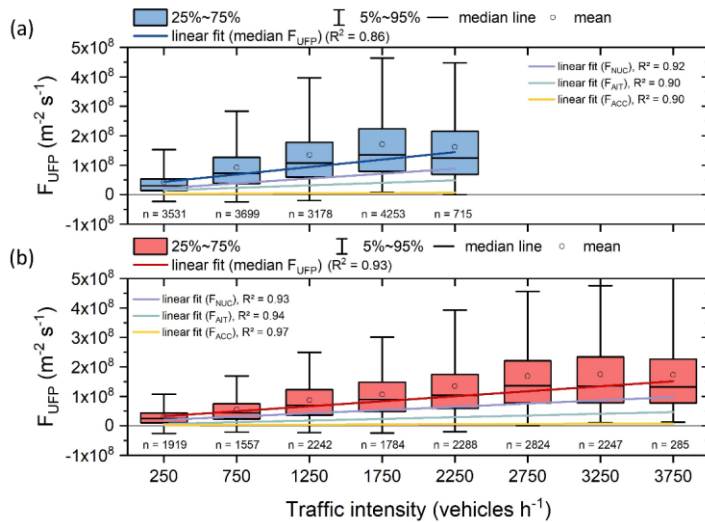 (a)
25%~75%
5%~95%
median line
mean
linear fit (median F_UFP) (R² = 0.86)
5x10⁸
4x10⁸
3x10⁸
2x10⁸
1x10⁸
0
-1x10⁸
F_UFP (m⁻² s⁻¹)
linear fit (F_NUC), R² = 0.92
linear fit (F_AIT), R² = 0.90
linear fit (F_ACC), R² = 0.90
n = 3531 n = 3699 n = 3178 n = 4253 n = 715
(b)
25%~75%
5%~95%
median line
mean
linear fit (median F_UFP) (R² = 0.93)
5x10⁸
4x10⁸
3x10⁸
2x10⁸
1x10⁸
0
-1x10⁸
F_UFP (m⁻² s⁻¹)
linear fit (F_NUC), R² = 0.93
linear fit (F_AIT), R² = 0.94
linear fit (F_ACC), R² = 0.97
n = 1919 n = 1557 n = 2242 n = 1784 n = 2288 n = 2824 n = 2247 n = 285
250 750 1250 1750 2250 2750 3250 3750
Traffic intensity (vehicles h⁻¹)